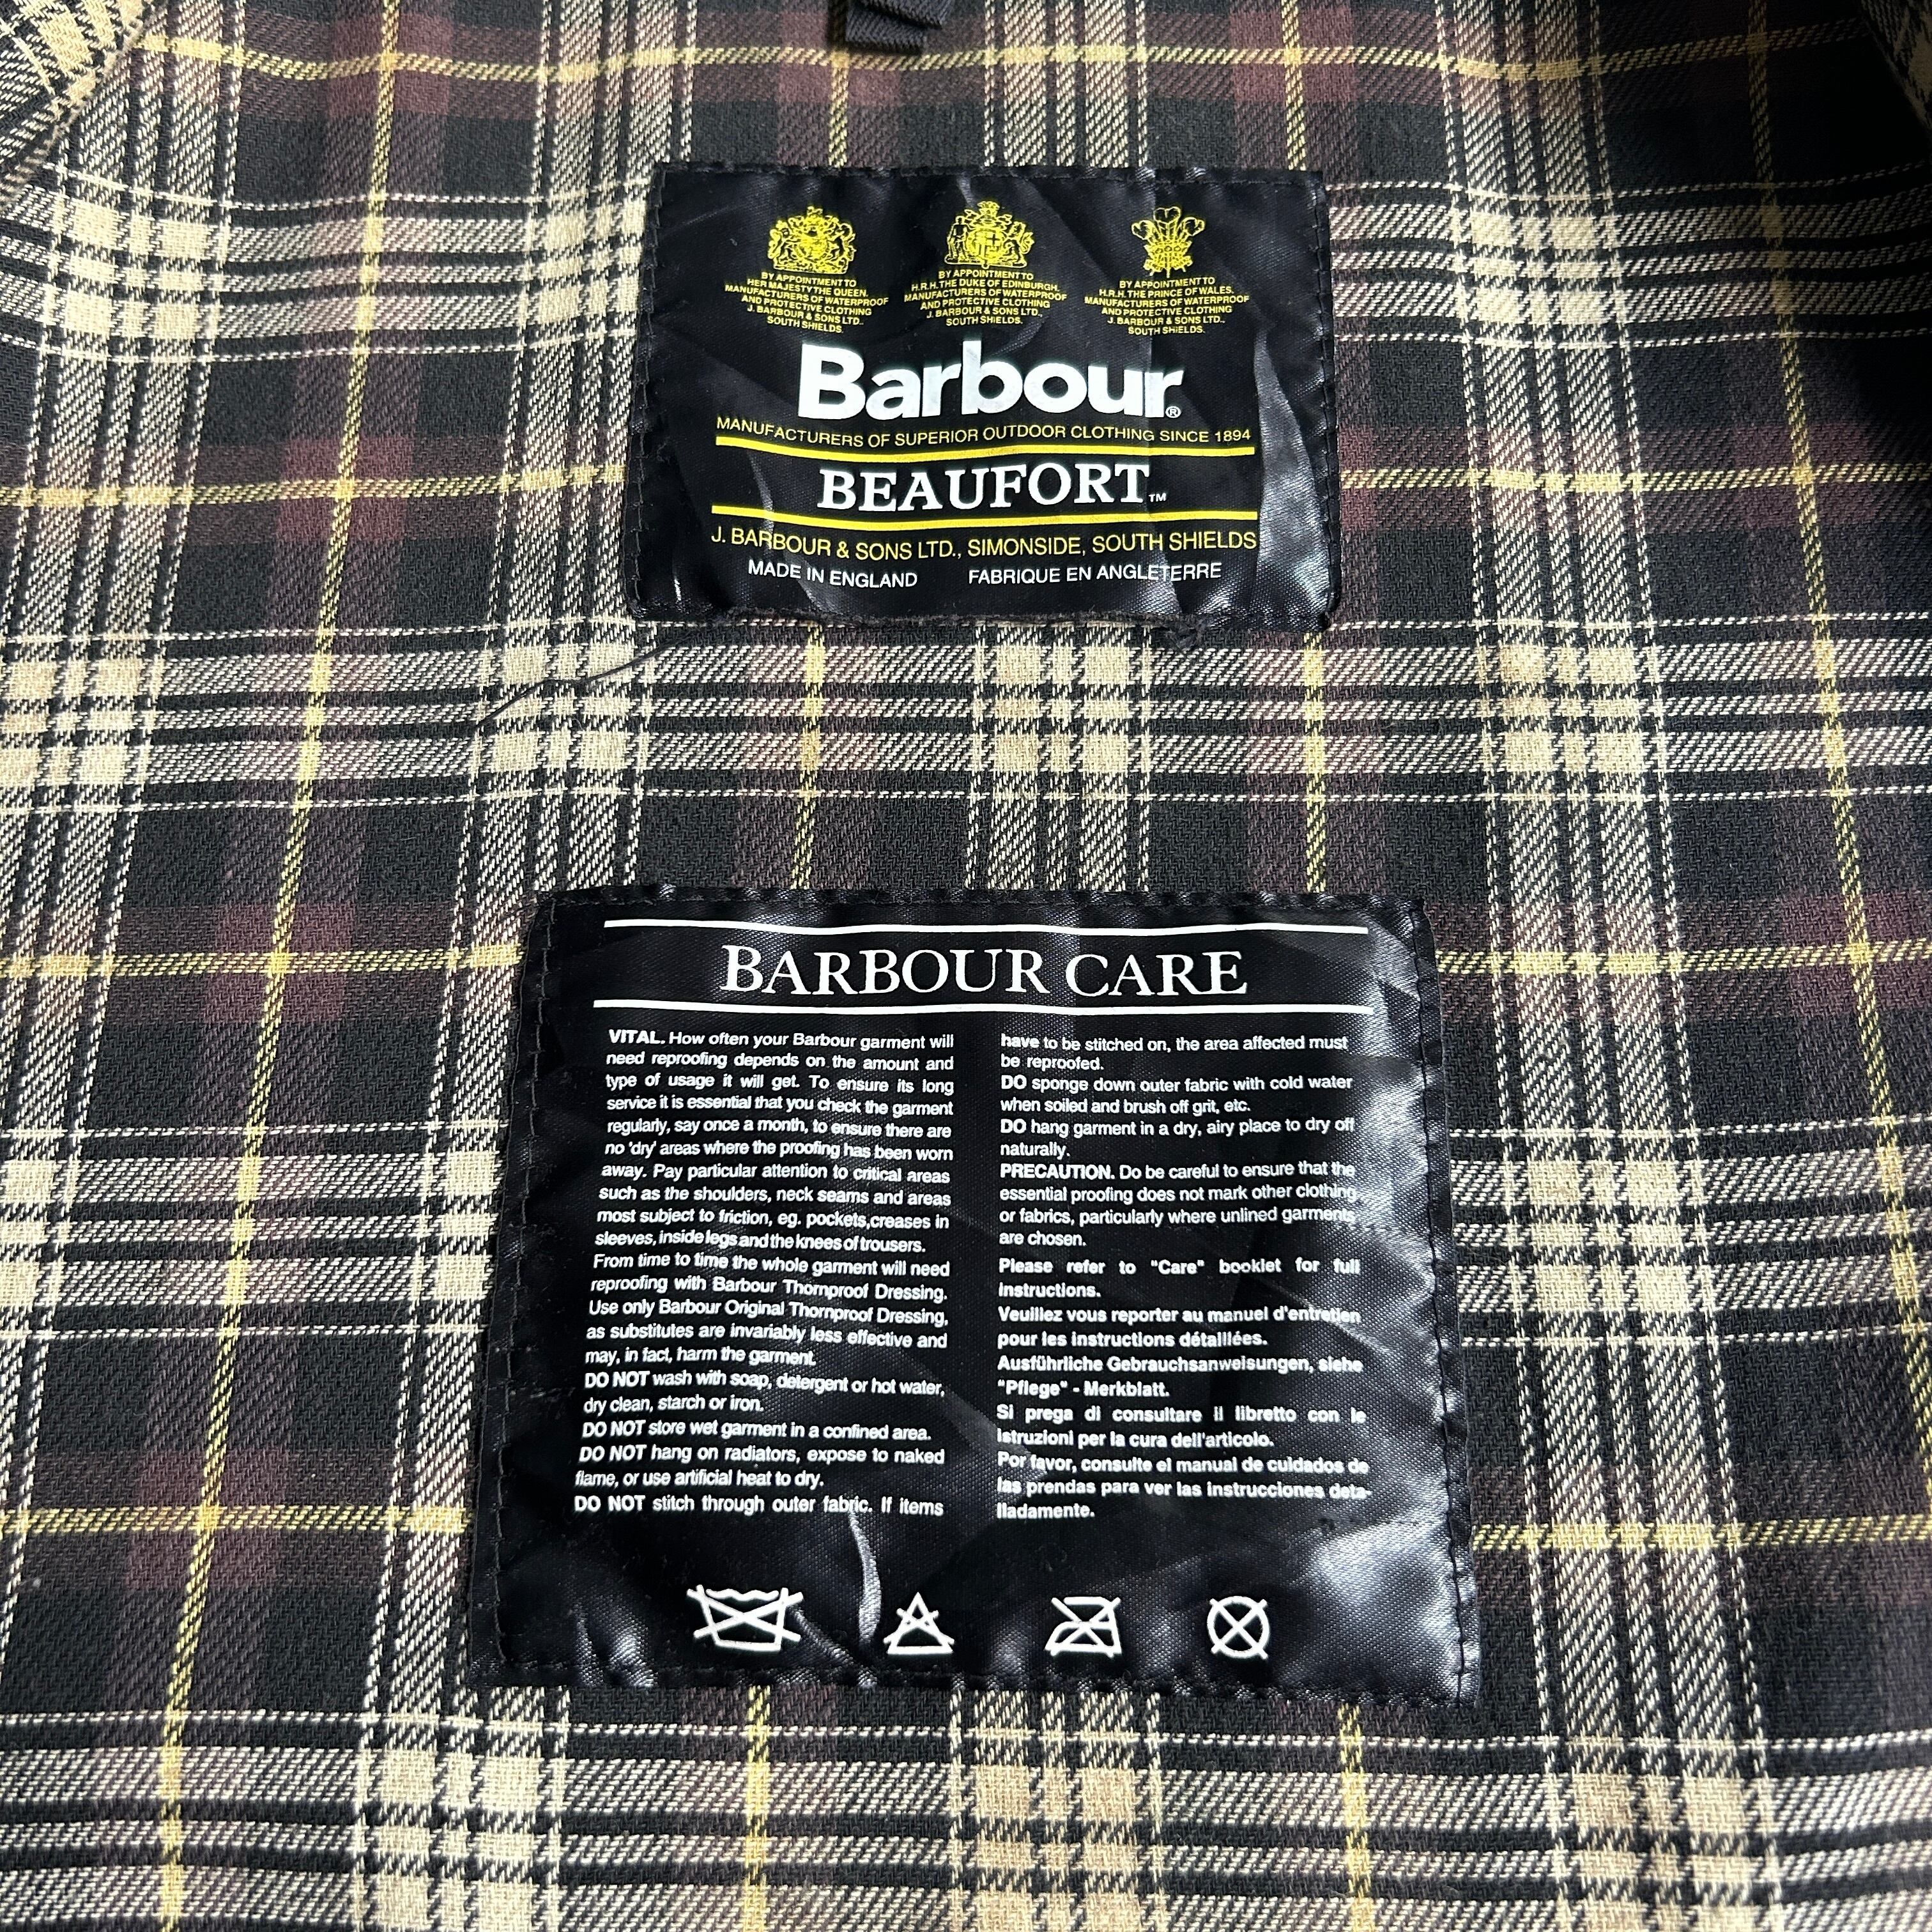 BY APPOINTMENT TO
HER MAJESTY THE QUEEN.
MANUFACTURERS OF WATERPROOF
AND PROTECTIVE CLOTHING
J. BARBOUR & SONS LTD.,
SOUTH SHIELDS.
BY APPOINTMENT TO
H.R.H. THE DUKE OF EDINBURGH.
MANUFACTURERS OF WATERPROOF
AND PROTECTIVE CLOTHING
J. BARBOUR & SONS LTD.,
SOUTH SHIELDS.
BY APPOINTMENT TO
H.R.H. THE PRINCE OF WALES.
MANUFACTURERS OF WATERPROOF
AND PROTECTIVE CLOTHING
J. BARBOUR & SONS LTD.,
SOUTH SHIELDS.
Barbour®
MANUFACTURERS OF SUPERIOR OUTDOOR CLOTHING SINCE 1894
BEAUFORT™
J. BARBOUR & SONS LTD., SIMONSIDE, SOUTH SHIELDS
MADE IN ENGLAND FABRIQUE EN ANGLETERRE
BARBOUR CARE
VITAL. How often your Barbour garment will
need reproofing depends on the amount and
type of usage it will get. To ensure its long
service it is essential that you check the garment
regularly, say once a month, to ensure there are
no 'dry' areas where the proofing has been worn
away. Pay particular attention to critical areas
such as the shoulders, neck seams and areas
most subject to friction, eg. pockets,creases in
sleeves, inside legs and the knees of trousers.
From time to time the whole garment will need
reproofing with Barbour Thornproof Dressing.
Use only Barbour Original Thornproof Dressing,
as substitutes are invariably less effective and
may, in fact, harm the garment.
DO NOT wash with soap, detergent or hot water,
dry clean, starch or iron.
DO NOT store wet garment in a confined area.
DO NOT hang on radiators, expose to naked
flame, or use artificial heat to dry.
DO NOT stitch through outer fabric. If items
have to be stitched on, the area affected must
be reproofed.
DO sponge down outer fabric with cold water
when soiled and brush off grit, etc.
DO hang garment in a dry, airy place to dry off
naturally.
PRECAUTION. Do be careful to ensure that the
essential proofing does not mark other clothing
or fabrics, particularly where unlined garments
are chosen.
Please refer to "Care" booklet for full
instructions.
Veuillez vous reporter au manuel d'entretien
pour les instructions détaillées.
Ausführliche Gebrauchsanweisungen, siehe
"Pflege" - Merkblatt.
Si prega di consultare il libretto con le
istruzioni per la cura dell'articolo.
Por favor, consulte el manual de cuidados de
las prendas para ver las instrucciones deta-
lladamente.